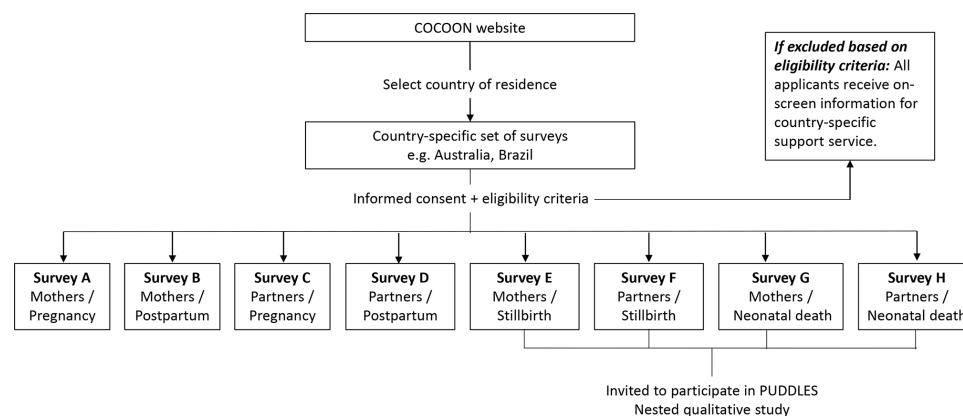 COCOON website
If excluded based on
eligibility criteria: All
applicants receive on-
screen information for
country-specific
support service.
Select country of residence
Country-specific set of surveys
e.g. Australia, Brazil
Informed consent + eligibility criteria
Survey A
Mothers /
Pregnancy
Survey B
Mothers /
Postpartum
Survey C
Partners /
Pregnancy
Survey D
Partners /
Postpartum
Survey E
Mothers /
Stillbirth
Survey F
Partners /
Stillbirth
Survey G
Mothers /
Neonatal death
Survey H
Partners /
Neonatal death
Invited to participate in PUDDLES
Nested qualitative study